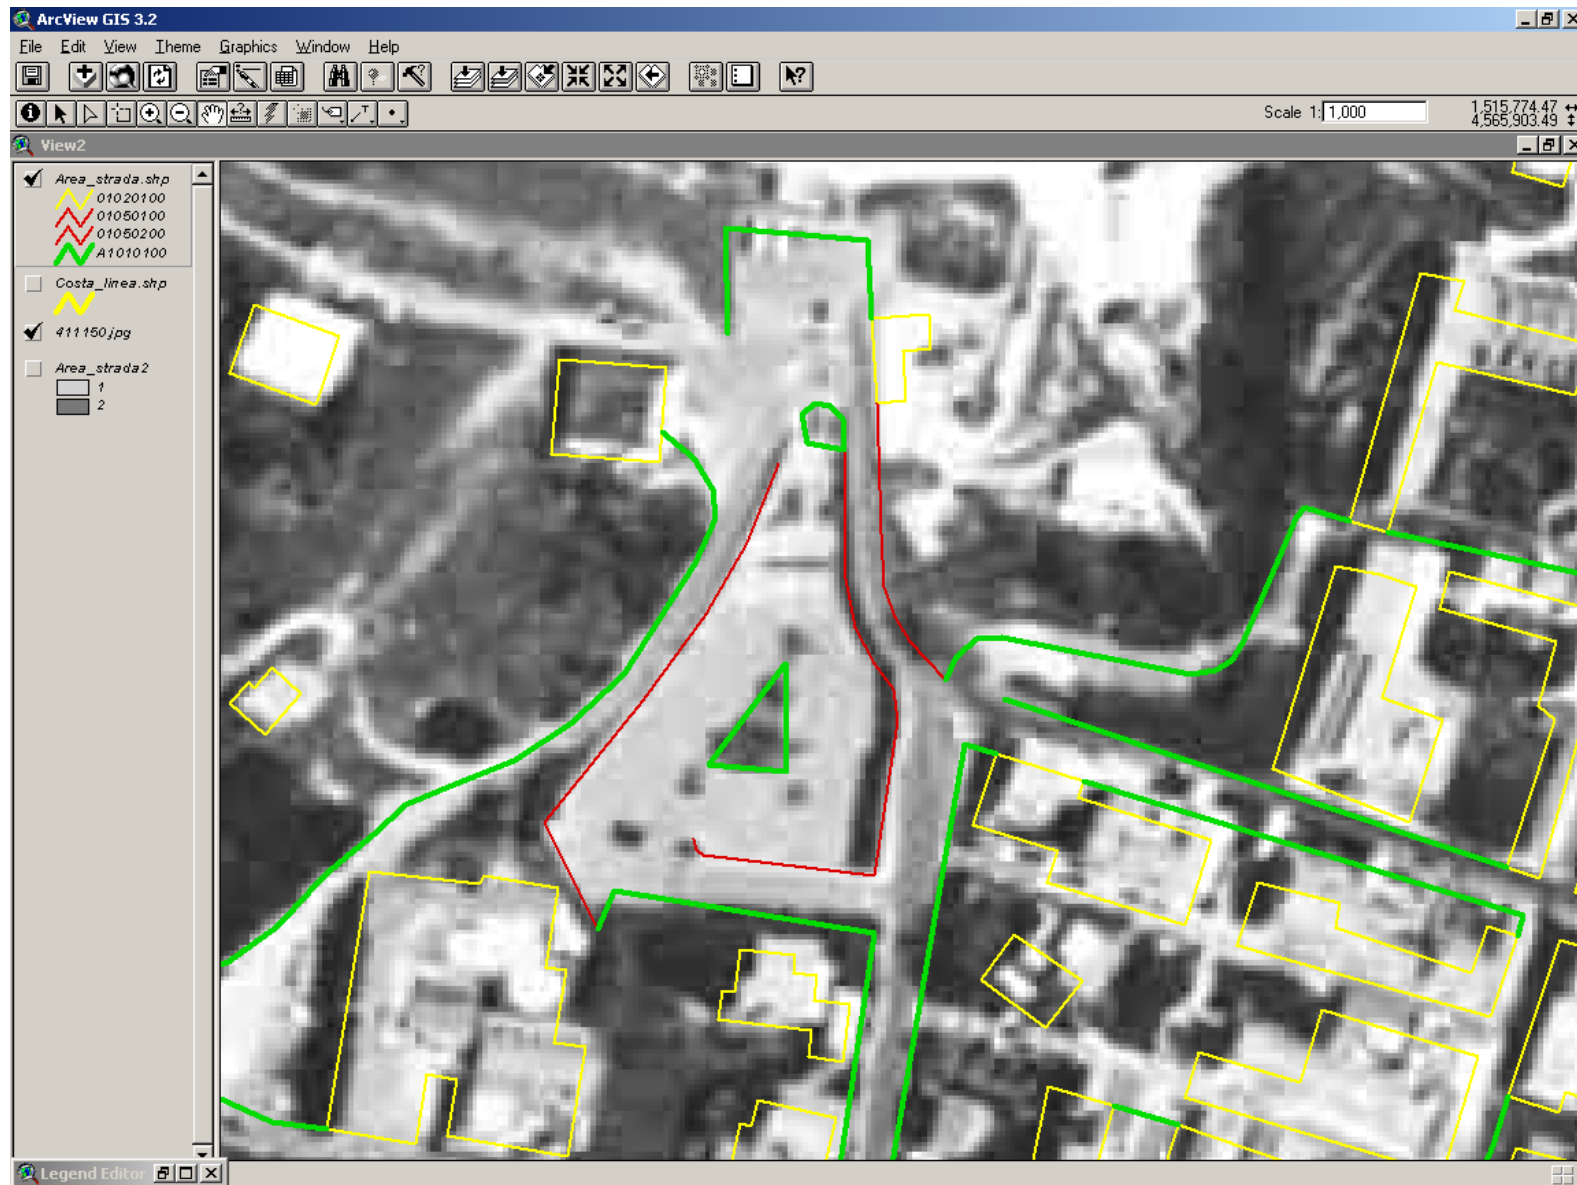 ArcView GIS 3.2
File Edit View Theme Graphics Window Help
Scale 1: 1,000
1,515,774.47
4,565,903.49
View2
Area_strada.shp
01020100
01050100
01050200
A1010100
Costa_linea.shp
411150.jpg
Area_strada2
1
2
Legend Editor